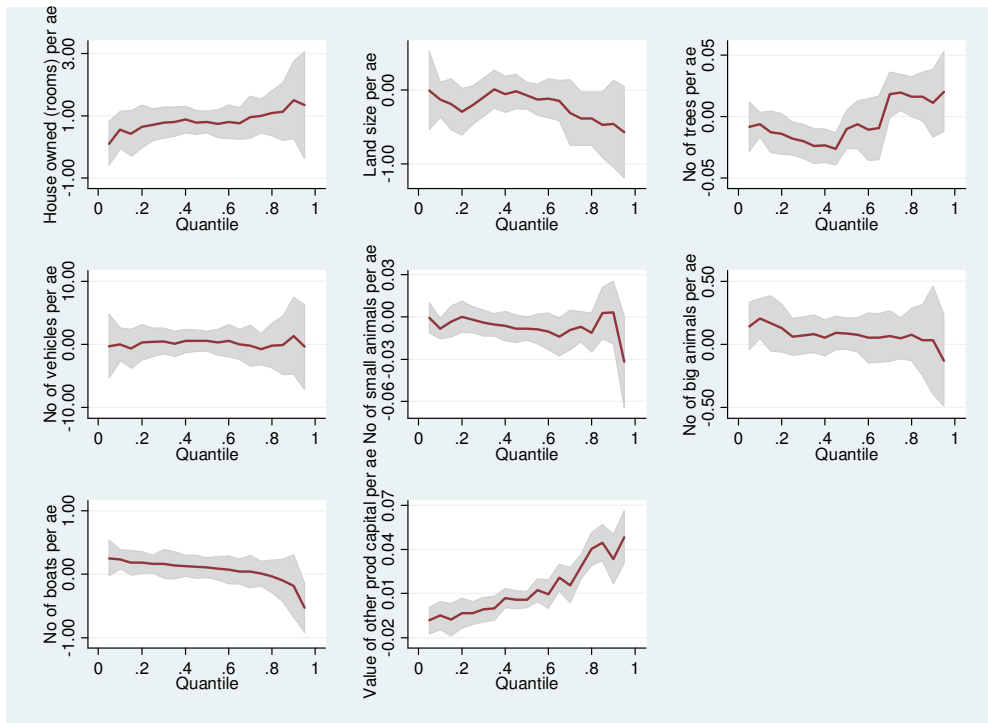 House owned (rooms) per ae
3.00
1.00
-1.00
0 .2 .4 .6 .8 1
Quantile
Land size per ae
0.00
-1.00
0 .2 .4 .6 .8 1
Quantile
No of trees per ae
0.05
0.00
-0.05
0 .2 .4 .6 .8 1
Quantile
No of vehicles per ae
10.00
0.00
-10.00
0 .2 .4 .6 .8 1
Quantile
No of small animals per ae
0.03
0.00
-0.03
-0.06
0 .2 .4 .6 .8 1
Quantile
No of big animals per ae
0.50
0.00
-0.50
0 .2 .4 .6 .8 1
Quantile
No of boats per ae
1.00
0.00
-1.00
0 .2 .4 .6 .8 1
Quantile
Value of other prod capital per ae
0.07
0.04
0.01
-0.02
0 .2 .4 .6 .8 1
Quantile